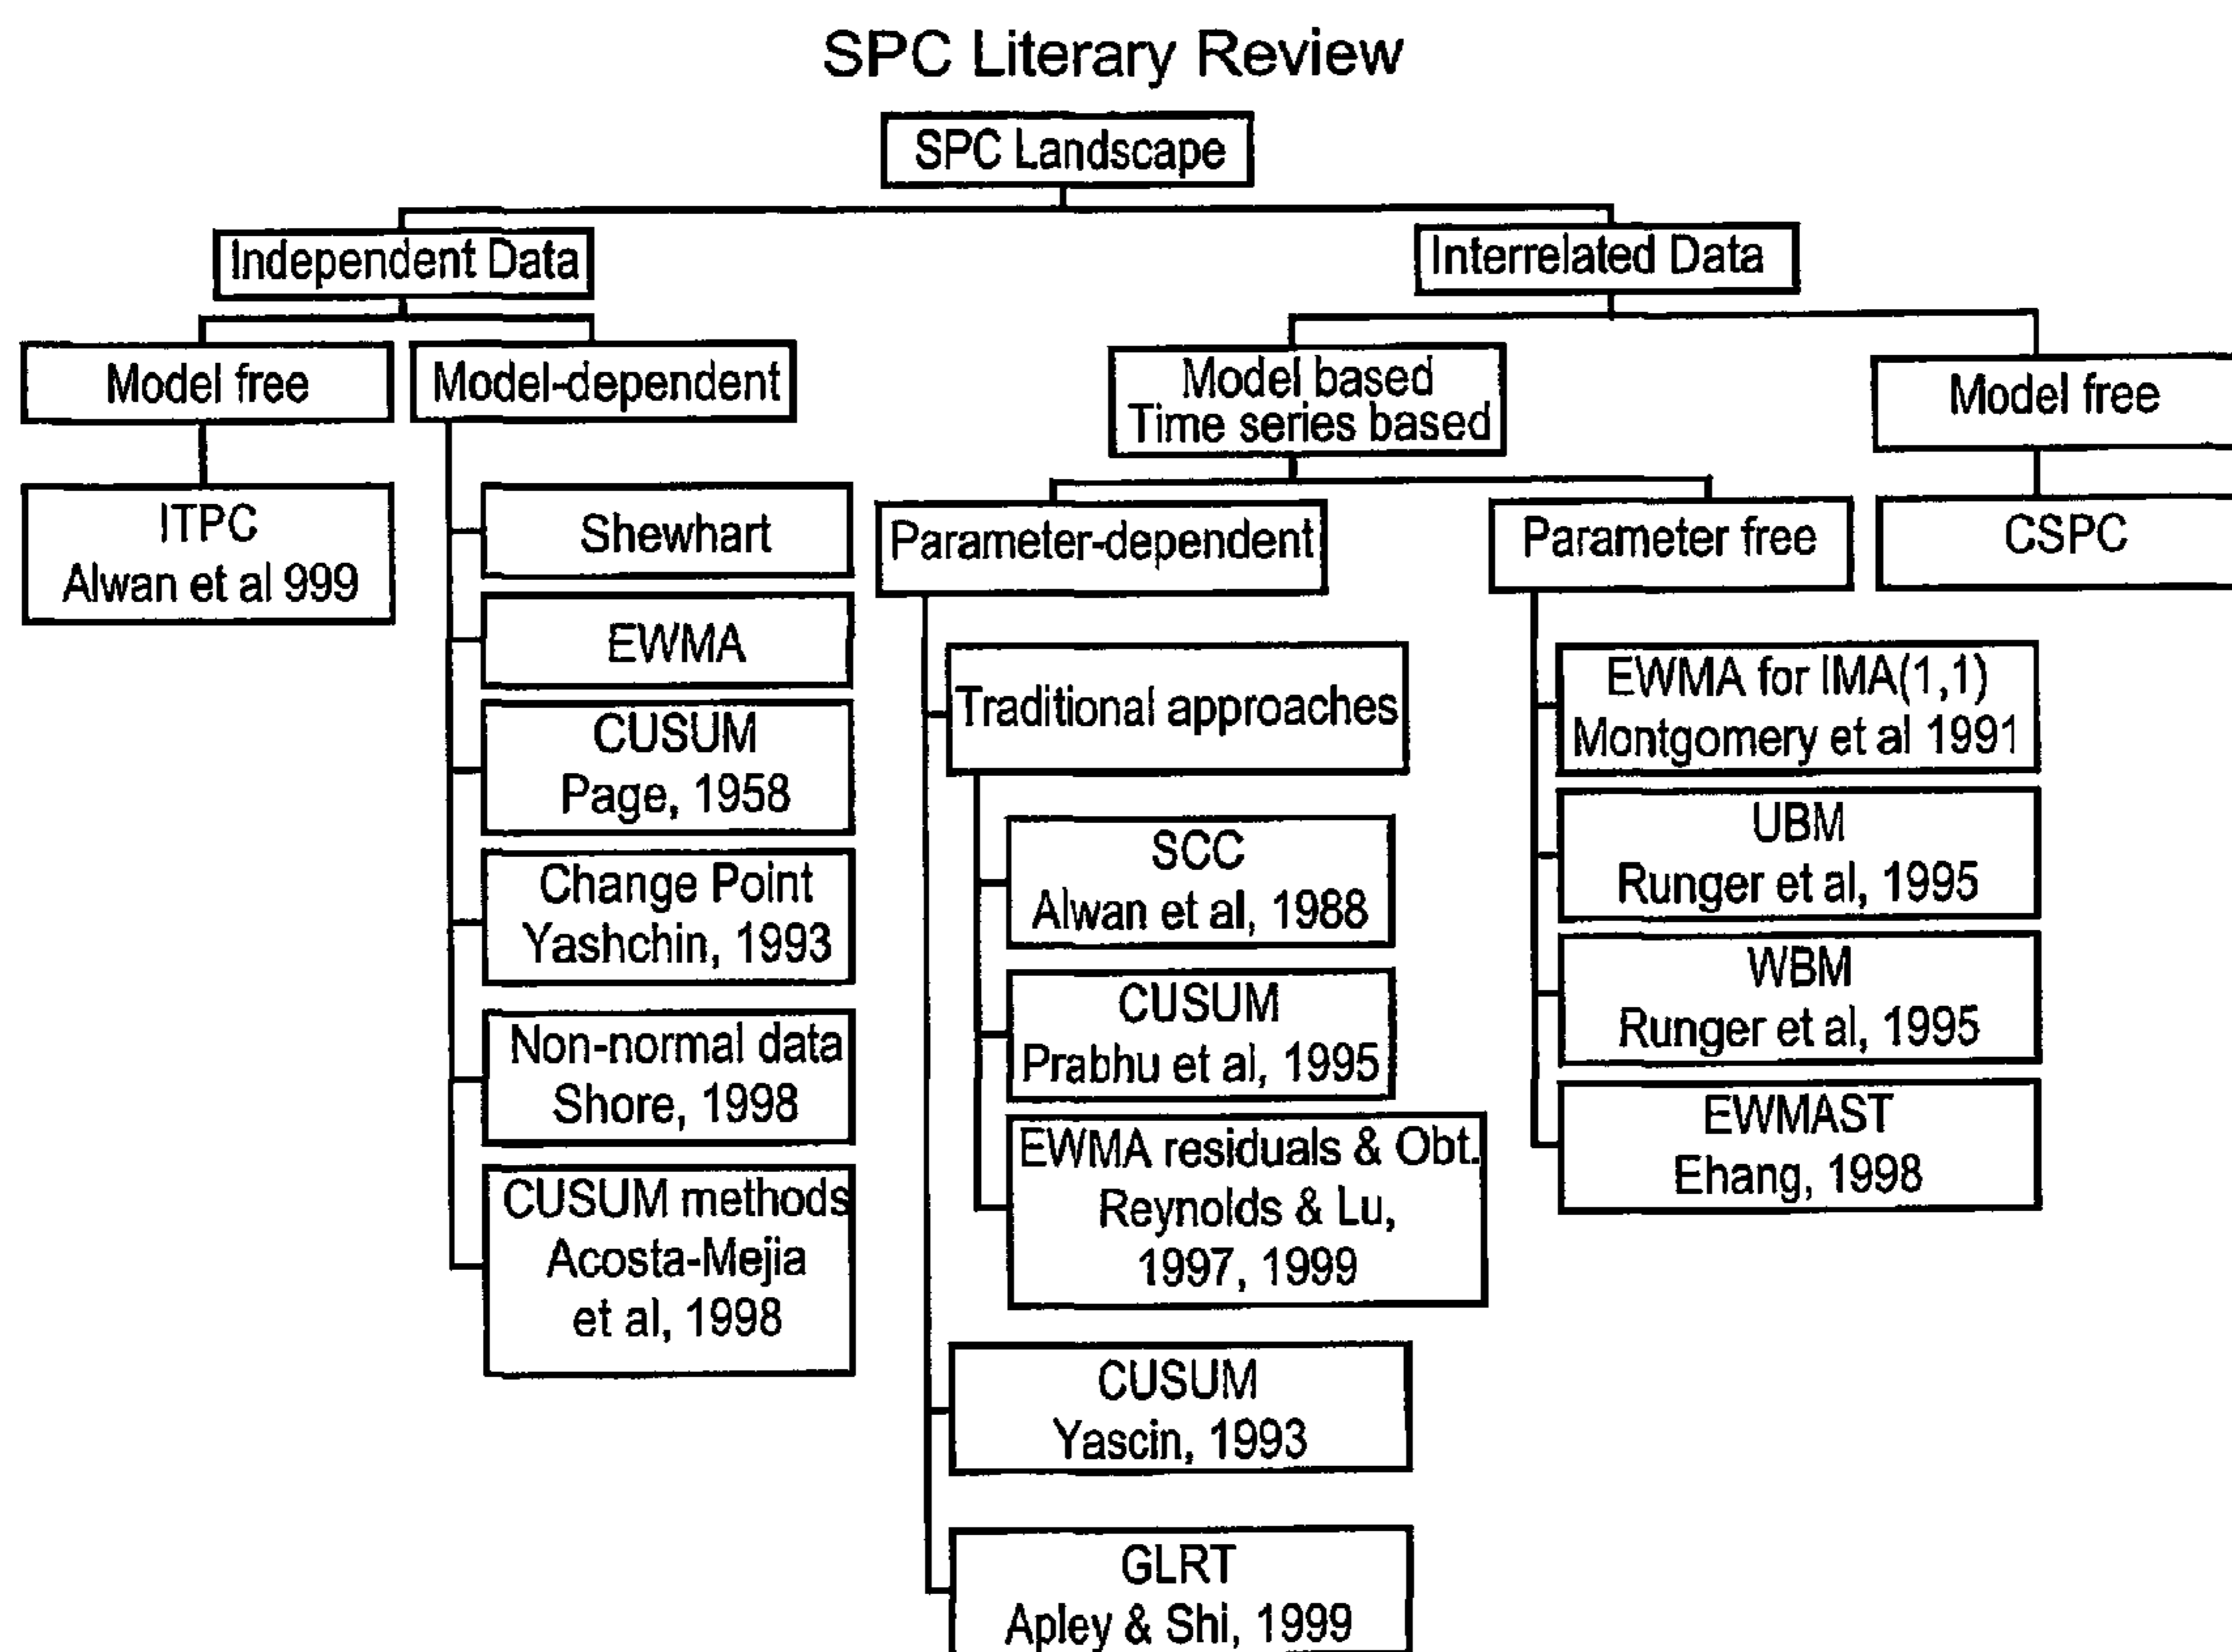 SPC Literary Review
SPC Landscape
Independent Data
Interrelated Data
Model free
Model-dependent
Model based
Time series based
Model free
ITPC
Alwan et al 999
Shewhart
EWMA
CUSUM
Page, 1958
Change Point
Yashchin, 1993
Non-normal data
Shore, 1998
CUSUM methods
Acosta-Mejia
et al, 1998
Parameter-dependent
Traditional approaches
SCC
Alwan et al, 1988
CUSUM
Prabhu et al, 1995
EWMA residuals & Obt.
Reynolds & Lu,
1997, 1999
CUSUM
Yascin, 1993
GLRT
Apley & Shi, 1999
Parameter free
EWMA for IMA(1,1)
Montgomery et al 1991
UBM
Runger et al, 1995
WBM
Runger et al, 1995
EWMAST
Ehang, 1998
CSPC